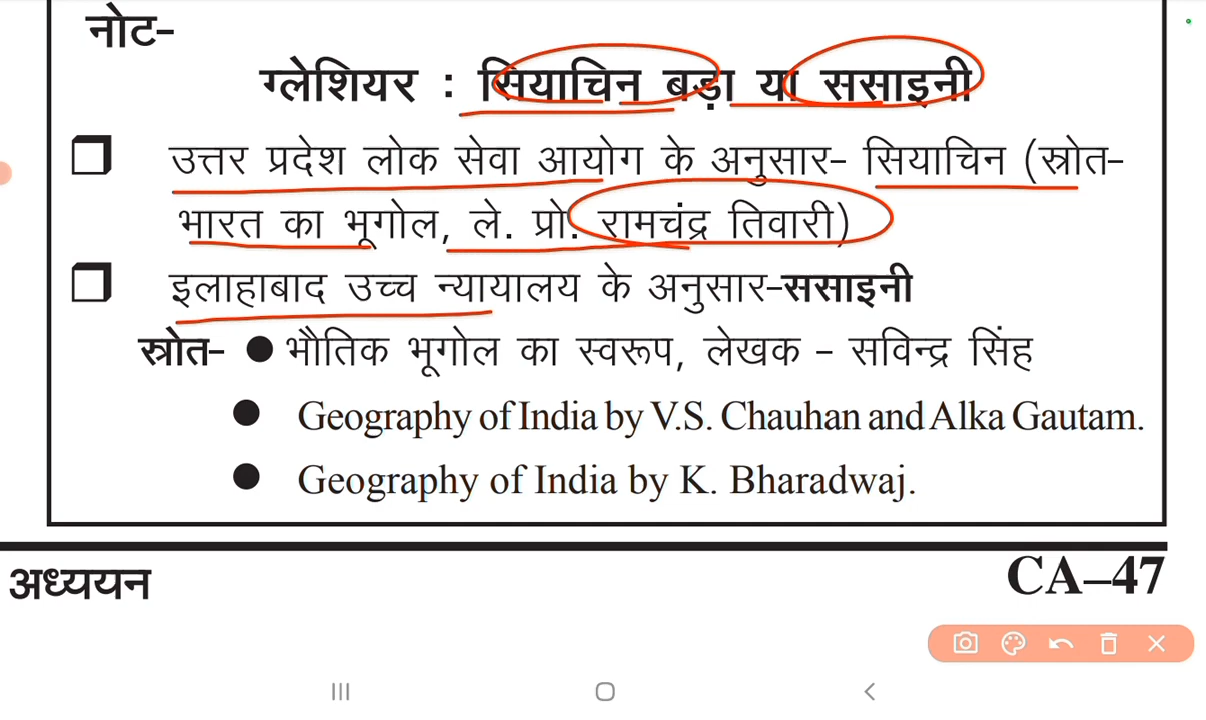 नोट-
ग्लेशियर : सियाचिन बड़ा या ससाइनी
उत्तर प्रदेश लोक सेवा आयोग के अनुसार- सियाचिन (स्रोत-
भारत का भूगोल, ले. प्रो. रामचंद्र तिवारी)
इलाहाबाद उच्च न्यायालय के अनुसार-ससाइनी
स्रोत- ● भौतिक भूगोल का स्वरूप, लेखक - सविन्द्र सिंह
● Geography of India by V.S. Chauhan and Alka Gautam.
● Geography of India by K. Bharadwaj.
अध्ययन CA-47